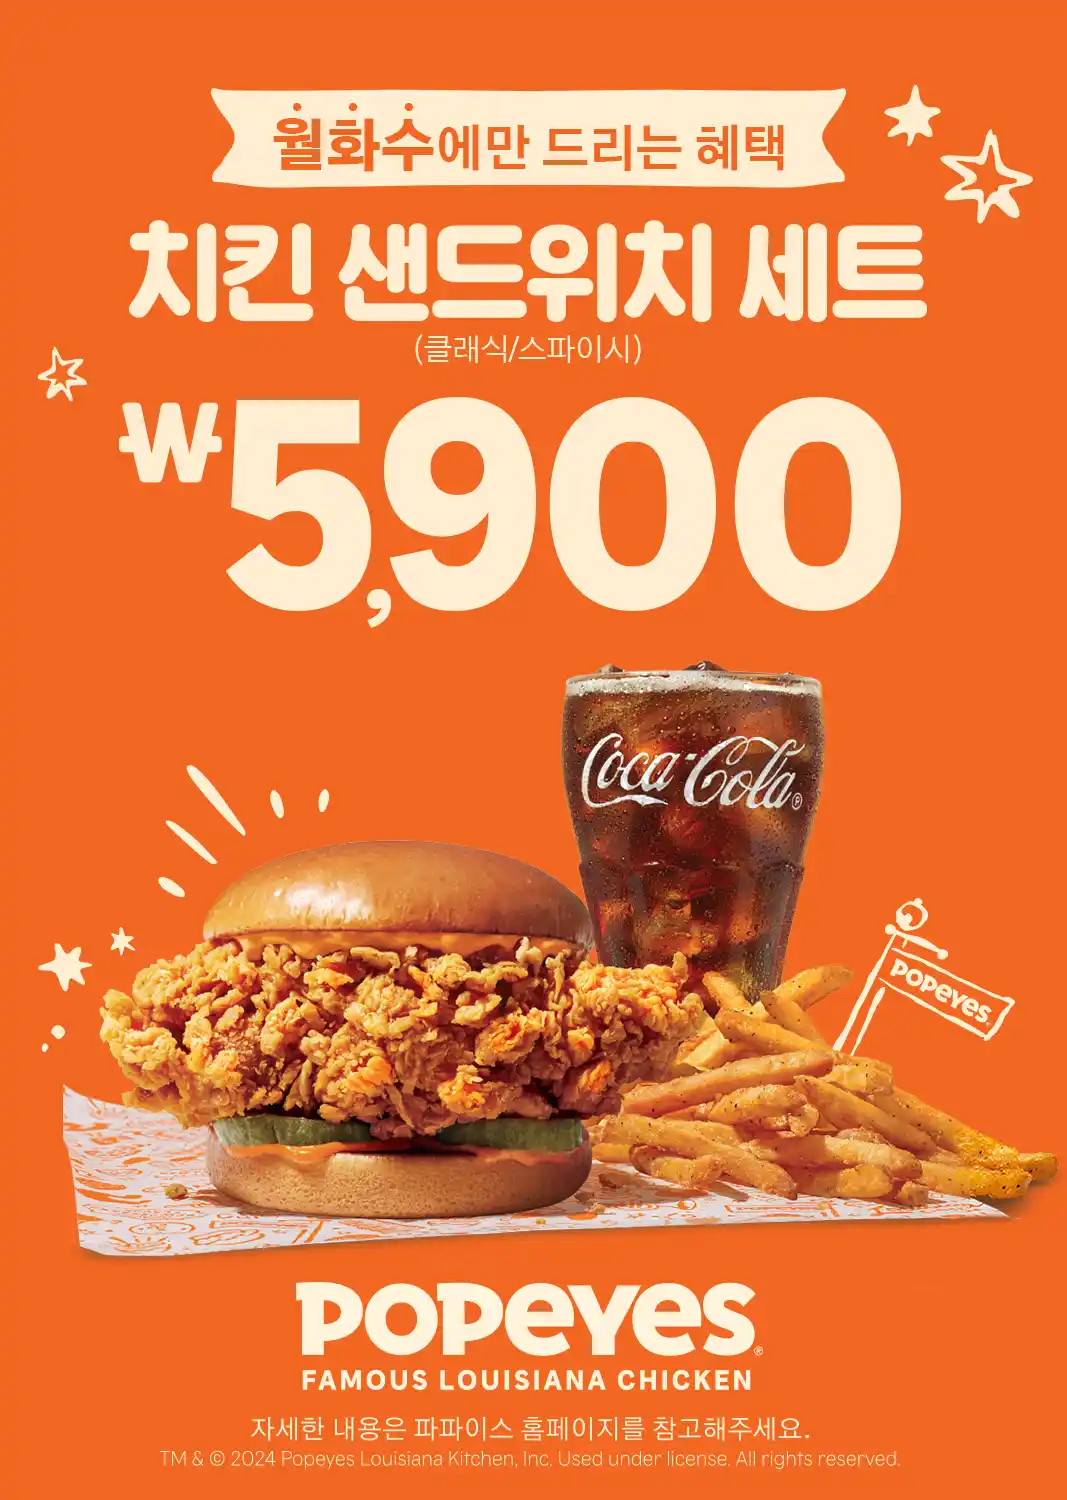 월화수에만 드리는 혜택
치킨 샌드위치 세트
(클래식/스파이시)
₩5,900
Coca-Cola®
POPEYES
POPEYES®
FAMOUS LOUISIANA CHICKEN
자세한 내용은 파파이스 홈페이지를 참고해주세요.
TM & © 2024 Popeyes Louisiana Kitchen, Inc. Used under license. All rights reserved.